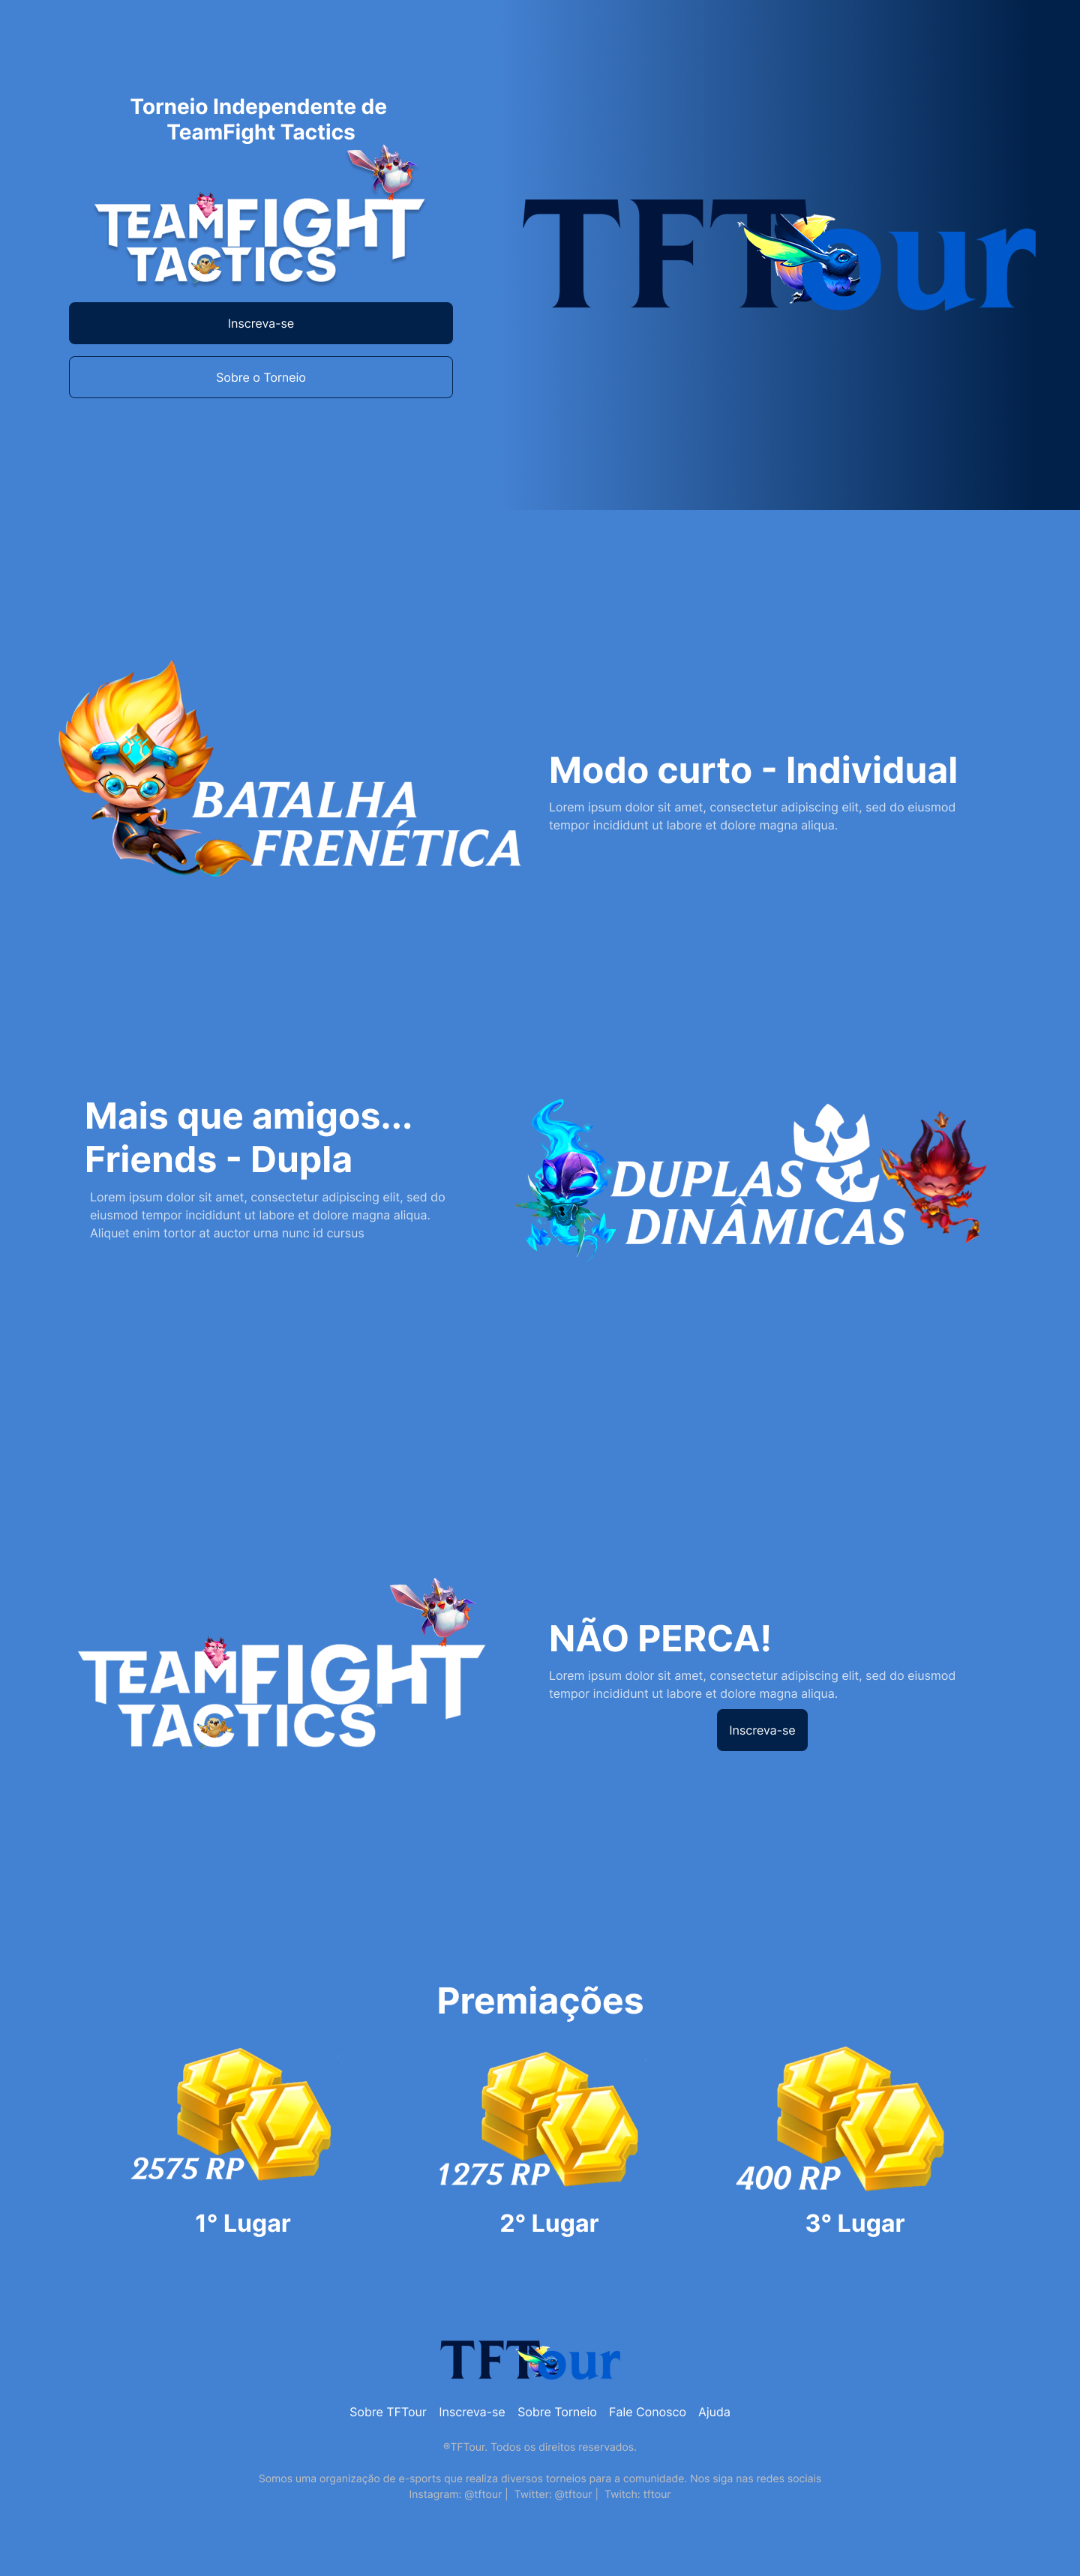 Torneio Independente de
TeamFight Tactics
TEAMFIGHT
TACTICS
Inscreva-se
Sobre o Torneio
TFTour
BATALHA
FRENÉTICA
Modo curto - Individual
Lorem ipsum dolor sit amet, consectetur adipiscing elit, sed do eiusmod
tempor incididunt ut labore et dolore magna aliqua.
Mais que amigos...
Friends - Dupla
Lorem ipsum dolor sit amet, consectetur adipiscing elit, sed do
eiusmod tempor incididunt ut labore et dolore magna aliqua.
Aliquet enim tortor at auctor urna nunc id cursus
DUPLAS
DINÂMICAS
TEAMFIGHT
TACTICS
NÃO PERCA!
Lorem ipsum dolor sit amet, consectetur adipiscing elit, sed do eiusmod
tempor incididunt ut labore et dolore magna aliqua.
Inscreva-se
Premiações
2575 RP
1° Lugar
1275 RP
2° Lugar
400 RP
3° Lugar
TFTour
Sobre TFTour Inscreva-se Sobre Torneio Fale Conosco Ajuda
®TFTour. Todos os direitos reservados.
Somos uma organização de e-sports que realiza diversos torneios para a comunidade. Nos siga nas redes sociais
Instagram: @tftour | Twitter: @tftour | Twitch: tftour